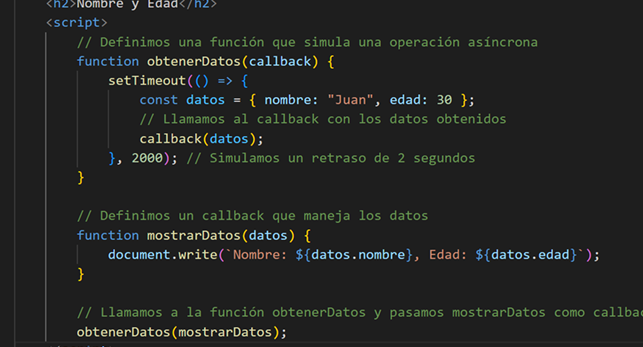 <h2>Nombre y Edad</h2>
<script>
// Definimos una función que simula una operación asíncrona
function obtenerDatos(callback) {
setTimeout(() => {
const datos = { nombre: "Juan", edad: 30 };
// Llamamos al callback con los datos obtenidos
callback(datos);
}, 2000); // Simulamos un retraso de 2 segundos
}
// Definimos un callback que maneja los datos
function mostrarDatos(datos) {
document.write(`Nombre: ${datos.nombre}, Edad: ${datos.edad}`);
}
// Llamamos a la función obtenerDatos y pasamos mostrarDatos como callba
obtenerDatos(mostrarDatos);